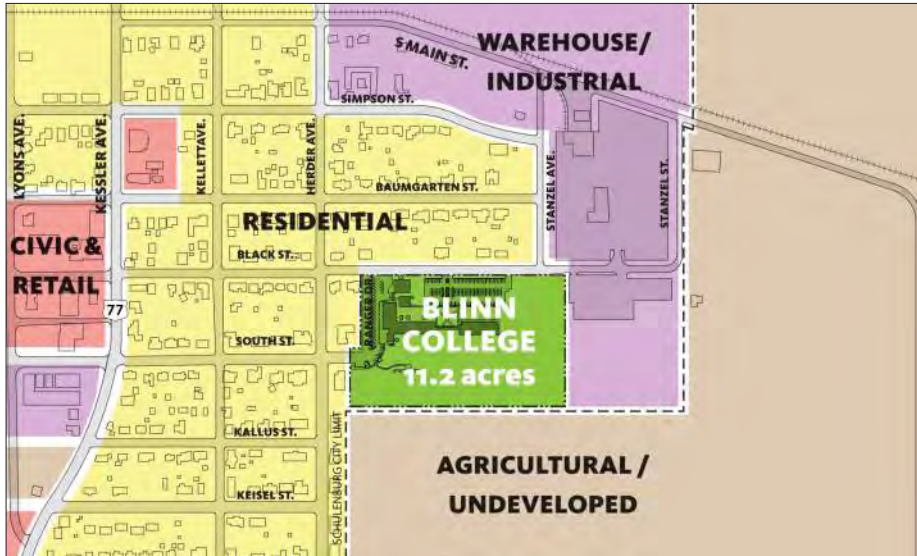 S MAIN ST.
WAREHOUSE/
INDUSTRIAL
SIMPSON ST.
LYONS AVE.
KESSLER AVE.
KELLETTAVE.
HERDER AVE.
STANZEL AVE.
STANZEL ST.
BAUMGARTEN ST.
RESIDENTIAL
CIVIC &
RETAIL
BLACK ST.
77
RANGER DR.
BLINN
COLLEGE
11.2 acres
SOUTH ST.
KALLUS ST.
SCHULENBURG CITY LIMIT
AGRICULTURAL /
UNDEVELOPED
KEISEL ST.